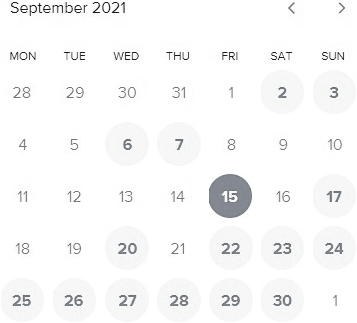 September 2021
MON TUE WED THU FRI SAT SUN
28 29 30 31 1 2 3
4 5 6 7 8 9 10
11 12 13 14 15 16 17
18 19 20 21 22 23 24
25 26 27 28 29 30 1